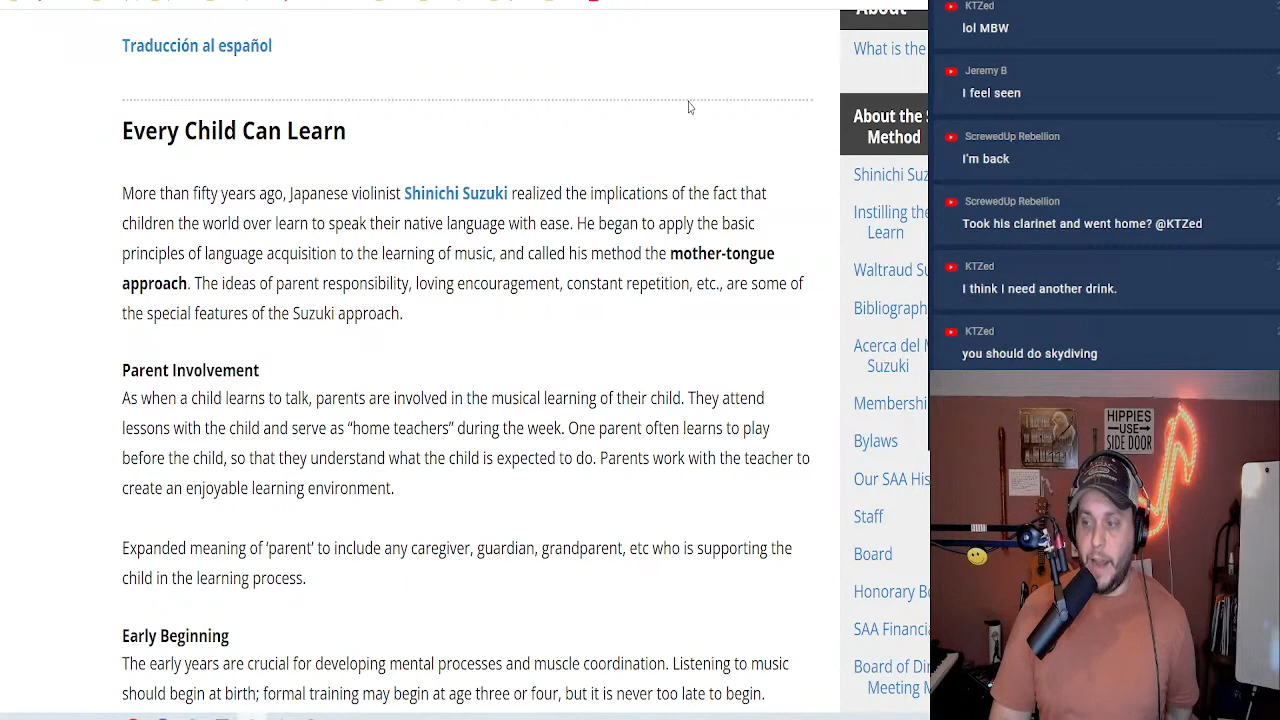 Traducción al español
Every Child Can Learn
More than fifty years ago, Japanese violinist Shinichi Suzuki realized the implications of the fact that
children the world over learn to speak their native language with ease. He began to apply the basic
principles of language acquisition to the learning of music, and called his method the mother-tongue
approach. The ideas of parent responsibility, loving encouragement, constant repetition, etc., are some of
the special features of the Suzuki approach.
Parent Involvement
As when a child learns to talk, parents are involved in the musical learning of their child. They attend
lessons with the child and serve as “home teachers” during the week. One parent often learns to play
before the child, so that they understand what the child is expected to do. Parents work with the teacher to
create an enjoyable learning environment.
Expanded meaning of ‘parent’ to include any caregiver, guardian, grandparent, etc who is supporting the
child in the learning process.
Early Beginning
The early years are crucial for developing mental processes and muscle coordination. Listening to music
should begin at birth; formal training may begin at age three or four, but it is never too late to begin.
About
What is the
About the S
Method
Shinichi Suz
Instilling the
Learn
Waltraud Su
Bibliography
Acerca del M
Suzuki
Membershi
Bylaws
Our SAA His
Staff
Board
Honorary Bo
SAA Financia
Board of Dir
Meeting M
KTZed
lol MBW
Jeremy B
I feel seen
ScrewedUp Rebellion
I'm back
ScrewedUp Rebellion
Took his clarinet and went home? @KTZed
KTZed
I think I need another drink.
KTZed
you should do skydiving
HIPPIES
USE
SIDE DOOR